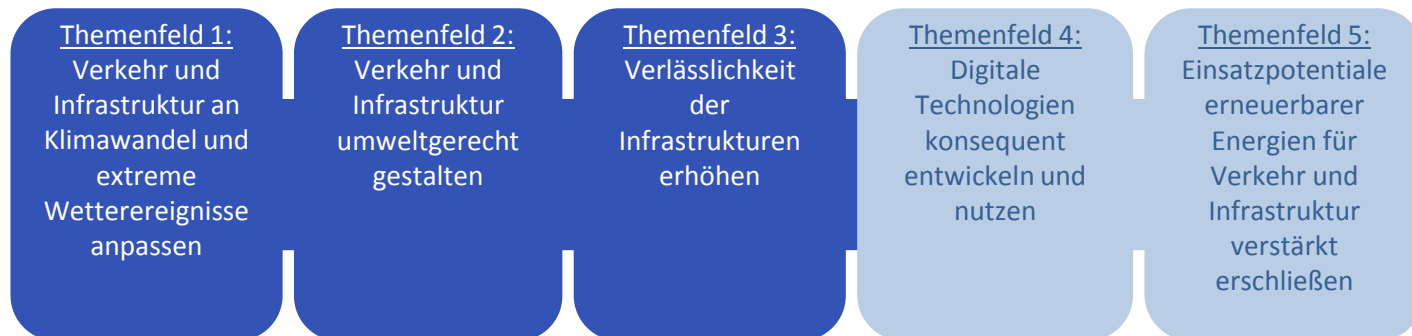 Themenfeld 1:
Verkehr und
Infrastruktur an
Klimawandel und
extreme
Wetterereignisse
anpassen
Themenfeld 2:
Verkehr und
Infrastruktur
umweltgerecht
gestalten
Themenfeld 3:
Verlässlichkeit
der
Infrastrukturen
erhöhen
Themenfeld 4:
Digitale
Technologien
konsequent
entwickeln und
nutzen
Themenfeld 5:
Einsatzpotentiale
erneuerbarer
Energien für
Verkehr und
Infrastruktur
verstärkt
erschließen